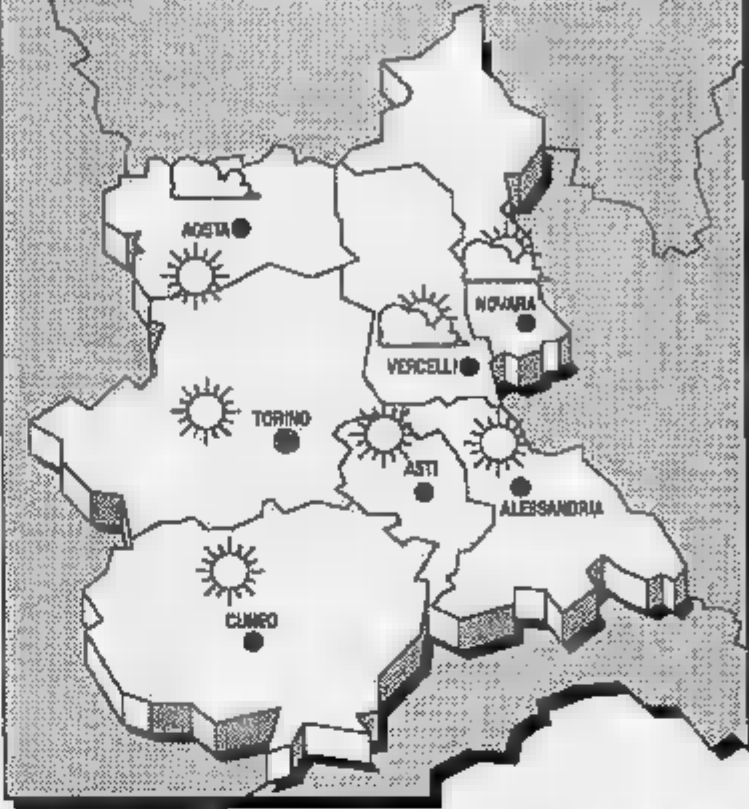 AOSTA
NOVARA
VERCELLI
TORINO
ASTI
ALESSANDRIA
CUNEO